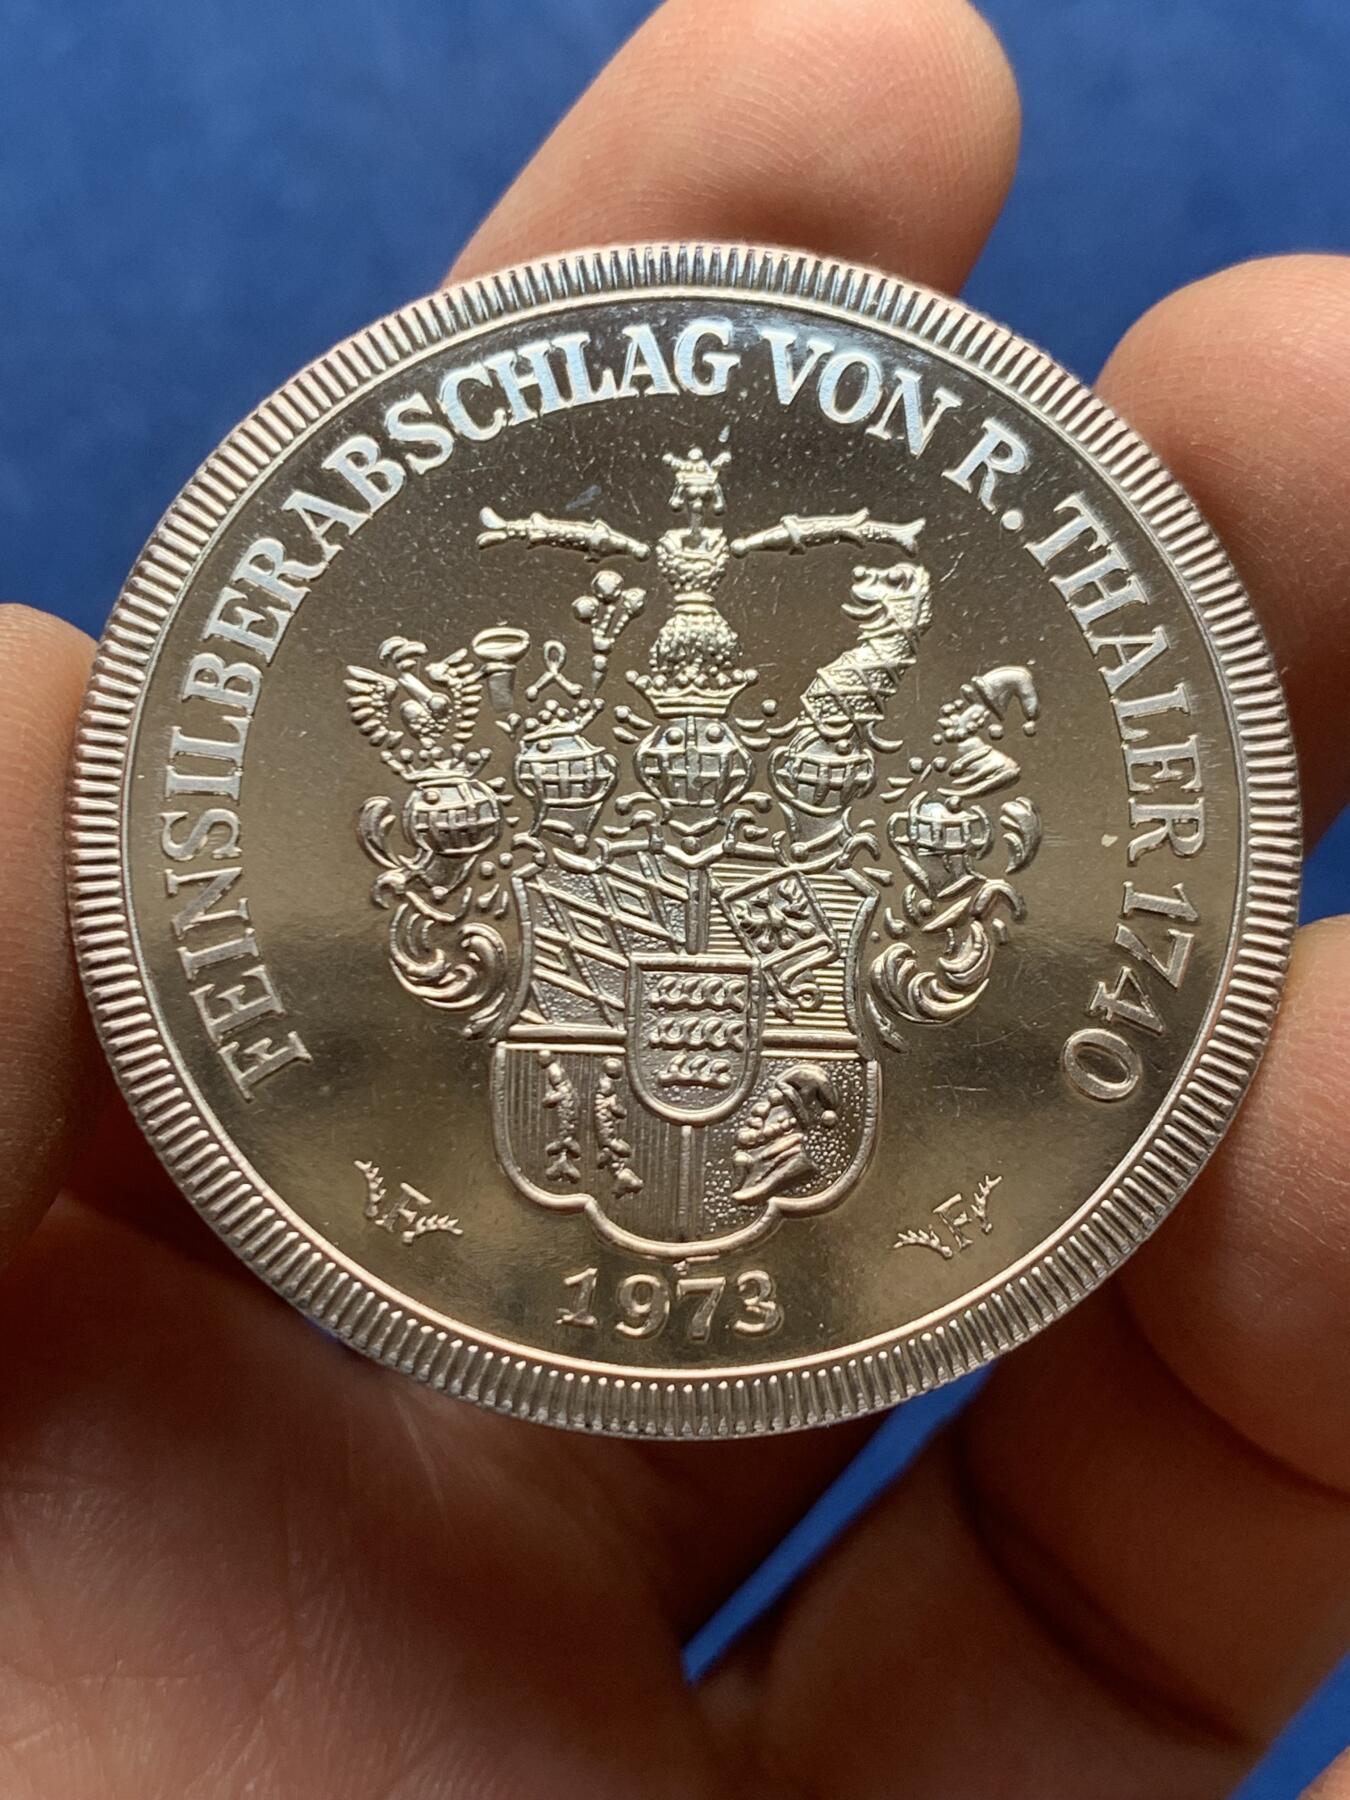 FEINSILBERABSCHLAG VON R. THALER 1740
F
F
1973